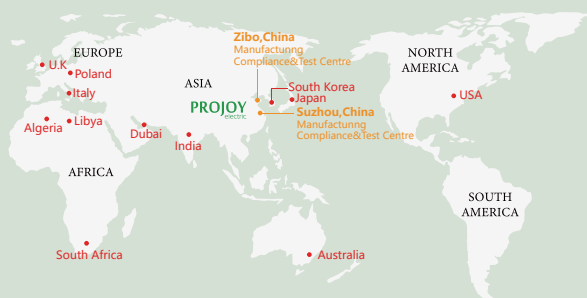 Zibo,China
Manufactunng
Compliance&Test Centre
EUROPE
NORTH
AMERICA
U.K
Poland
ASIA
South Korea
Italy
Japan
USA
PROJOY
electric
Suzhou,China
Manufactunng
Compliance&Test Centre
Libya
Algeria
Dubai
India
AFRICA
SOUTH
AMERICA
South Africa
Australia